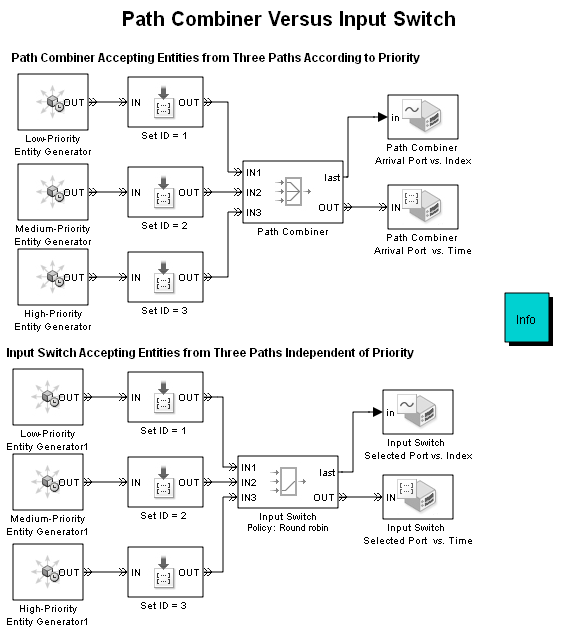 Path Combiner Versus Input Switch
Path Combiner Accepting Entities from Three Paths According to Priority
OUT
IN
OUT
Low-Priority
Entity Generator
Set ID = 1
in
Path Combiner
Arrival Port vs. Index
OUT
IN
OUT
Medium-Priority
Entity Generator
Set ID = 2
IN1
IN2
IN3
last
OUT
Path Combiner
IN
Path Combiner
Arrival Port vs. Time
OUT
IN
OUT
High-Priority
Entity Generator
Set ID = 3
Info
Input Switch Accepting Entities from Three Paths Independent of Priority
OUT
IN
OUT
Low-Priority
Entity Generator1
Set ID = 1
in
Input Switch
Selected Port vs. Index
OUT
IN
OUT
Medium-Priority
Entity Generator1
Set ID = 2
IN1
IN2
IN3
last
OUT
Input Switch
Policy: Round robin
IN
Input Switch
Selected Port vs. Time
OUT
IN
OUT
High-Priority
Entity Generator1
Set ID = 3